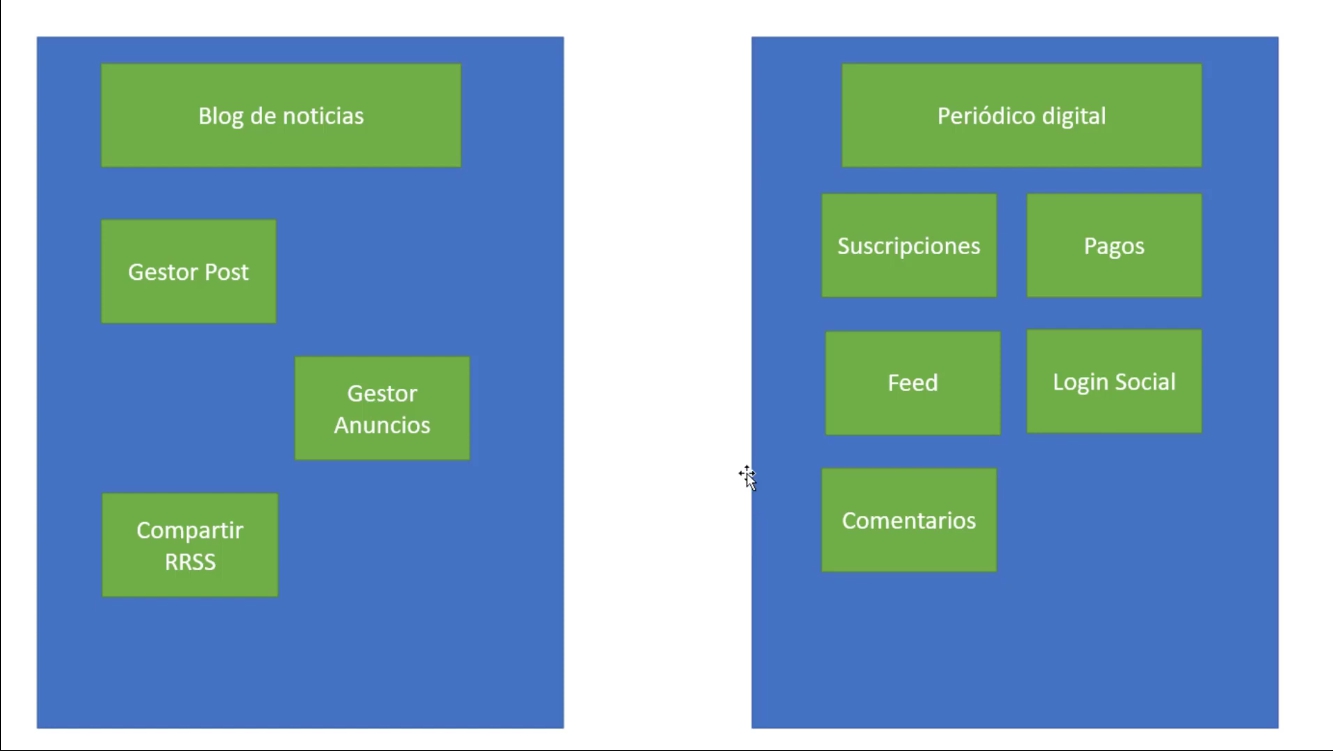 Blog de noticias
Gestor Post
Gestor
Anuncios
Compartir
RRSS
Periódico digital
Suscripciones
Pagos
Feed
Login Social
Comentarios